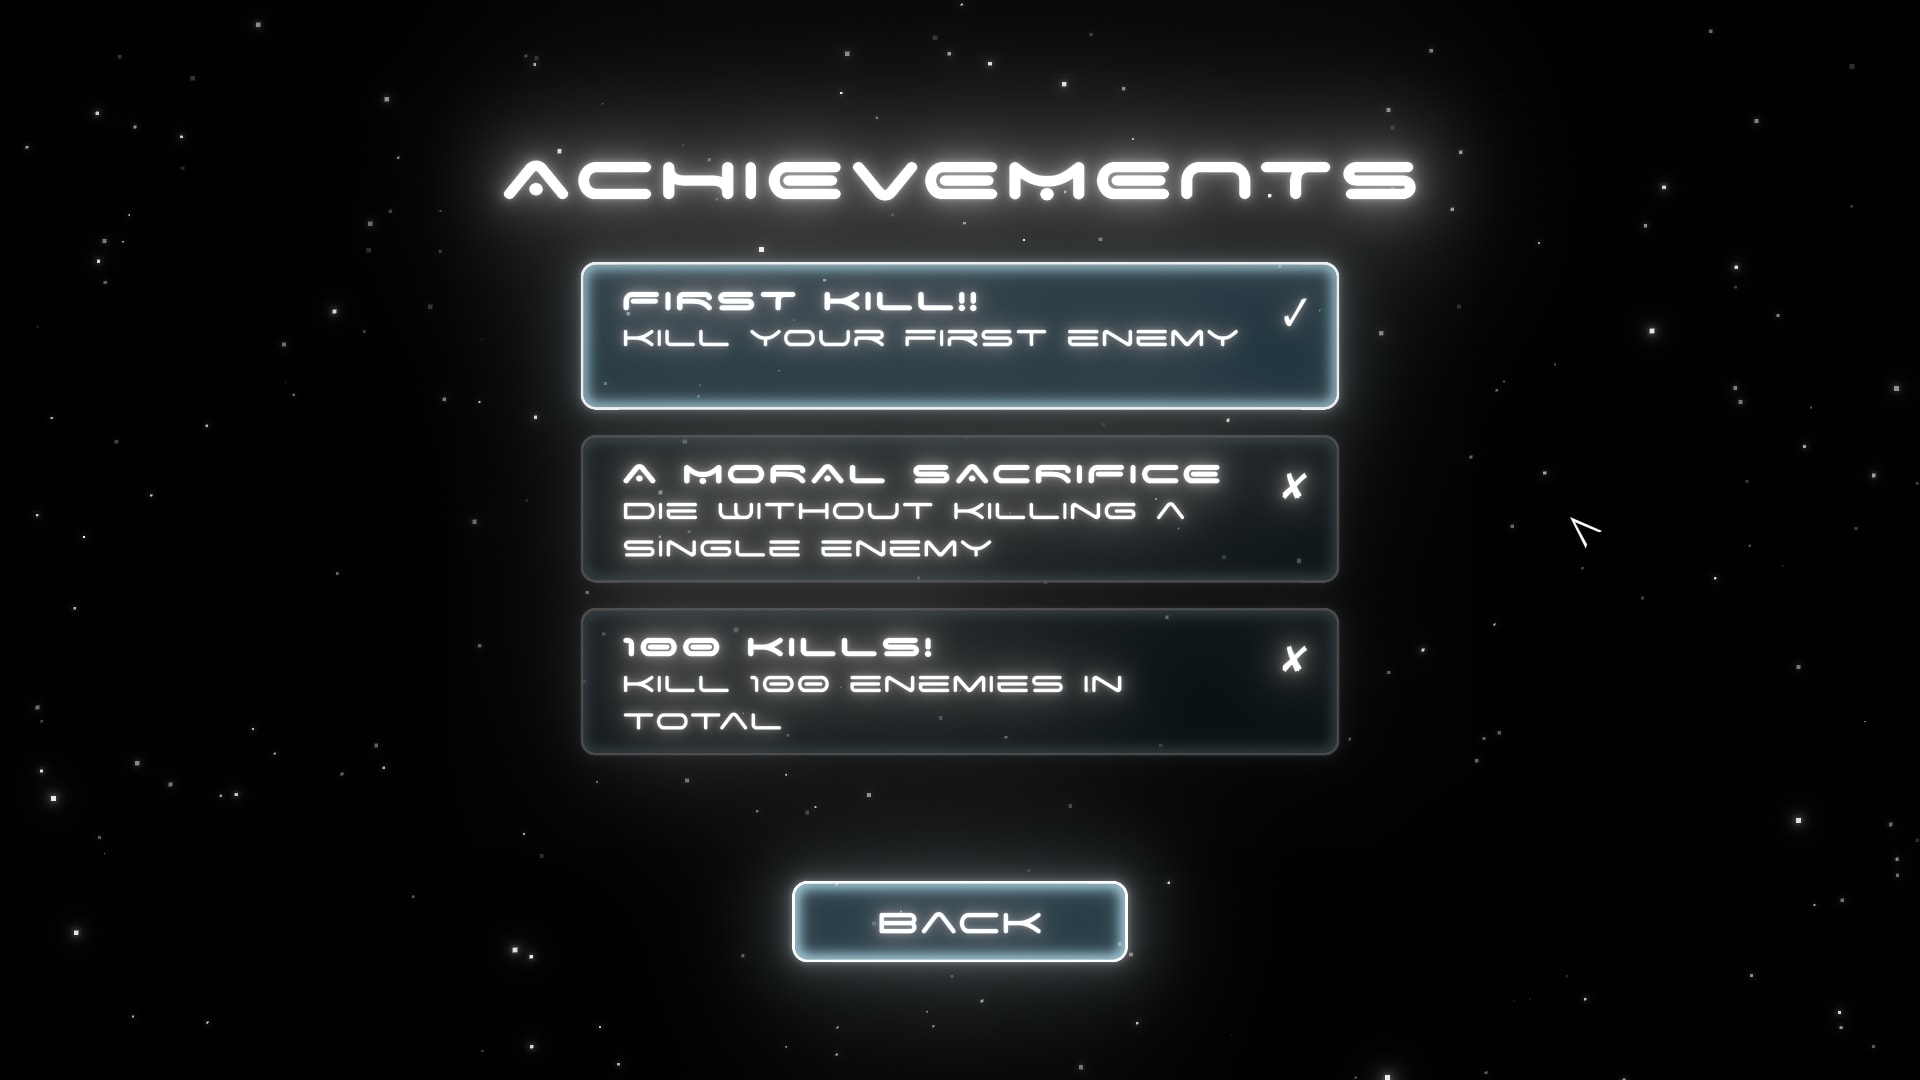 ACHIEVEMENTS
FIRST KILL!!
KILL YOUR FIRST ENEMY
✓
A MORAL SACRIFICE
DIE WITHOUT KILLING A
SINGLE ENEMY
✘
100 KILLS!
KILL 100 ENEMIES IN
TOTAL
✘
BACK